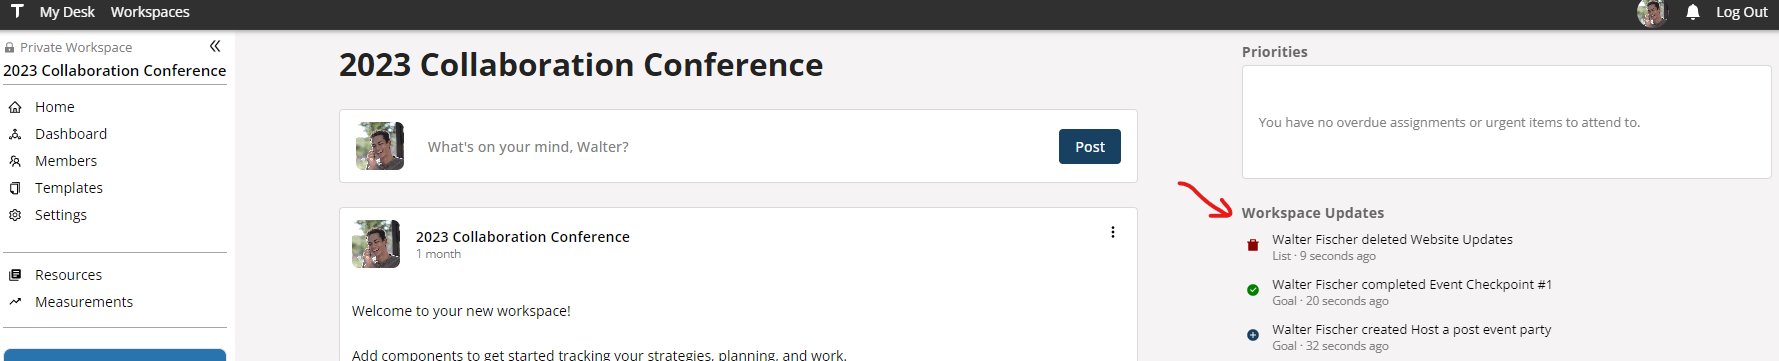 My Desk Workspaces
Log Out
Private Workspace
2023 Collaboration Conference
Home
Dashboard
Members
Templates
Settings
Resources
Measurements
2023 Collaboration Conference
What's on your mind, Walter?
Post
2023 Collaboration Conference
1 month
Welcome to your new workspace!
Add components to get started tracking your strategies, planning, and work.
Priorities
You have no overdue assignments or urgent items to attend to.
Workspace Updates
Walter Fischer deleted Website Updates
List · 9 seconds ago
Walter Fischer completed Event Checkpoint #1
Goal · 20 seconds ago
Walter Fischer created Host a post event party
Goal · 32 seconds ago